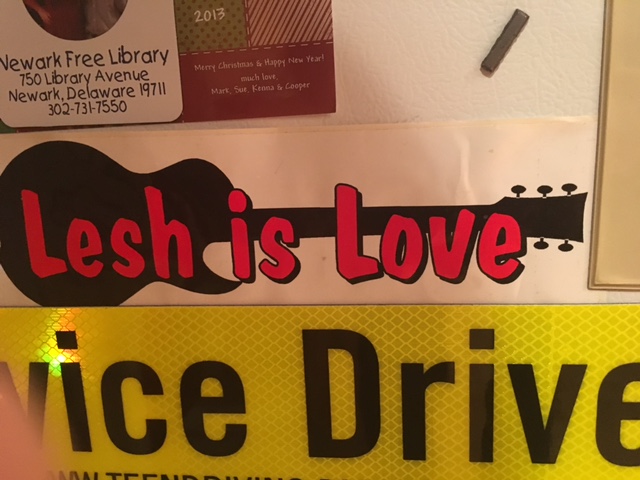 Newark Free Library
750 Library Avenue
Newark, Delaware 19711
302-731-7550
2013
Merry Christmas & Happy New Year!
much love,
Mark, Sue, Kenna & Cooper
Lesh is Love
vice Drive